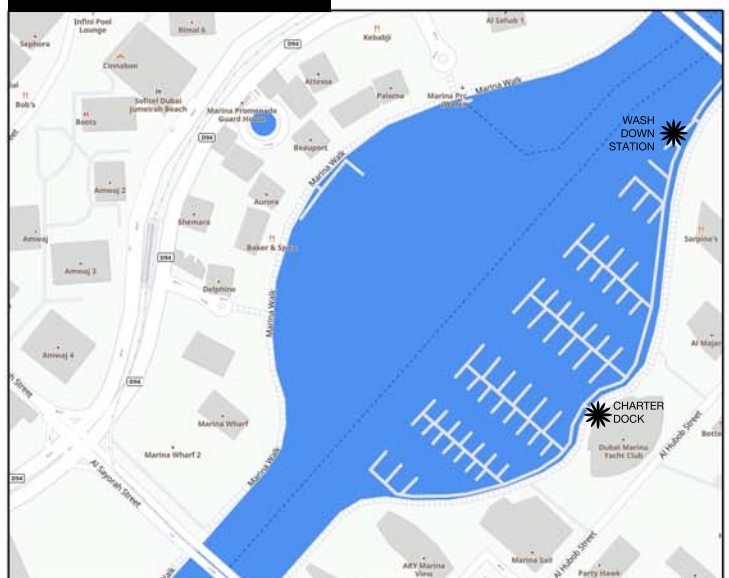 Infini Pool
Lounge
Rimal 6
Al Sahab 1
Sephora
D94
Kebabji
Cinnabon
Attessa
Bob's
Sofitel Dubai
Jumeirah Beach
Paloma
Marina Walk
Boots
Marina Promenade
Guard House
WASH
DOWN
STATION
D94
Beauport
Marina Walk
Amwaj 2
Aurora
Shemara
Amwaj
Baker & Spice
Sarpino's
D94
Amwaj 3
Delphine
Marina Walk
Amwaj 4
Al Majar
D94
CHARTER
DOCK
Marina Wharf
Al Hubob Street
Dubai Marina
Yacht Club
Marina Wharf 2
Marina Walk
D94
Al Sayorah Street
Marina Sail
Al Hubob Street
ARY Marina
View
Party Hawk